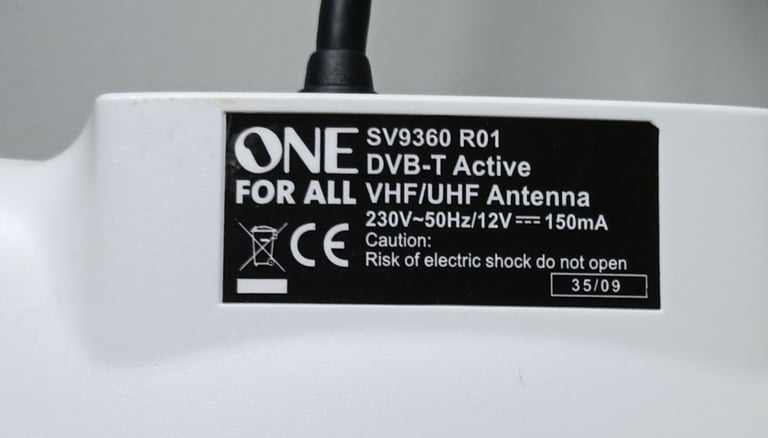 ONE
FOR ALL
SV9360 R01
DVB-T Active
VHF/UHF Antenna
230V~50Hz/12V⎓150mA
Caution:
Risk of electric shock do not open
CE
35/09